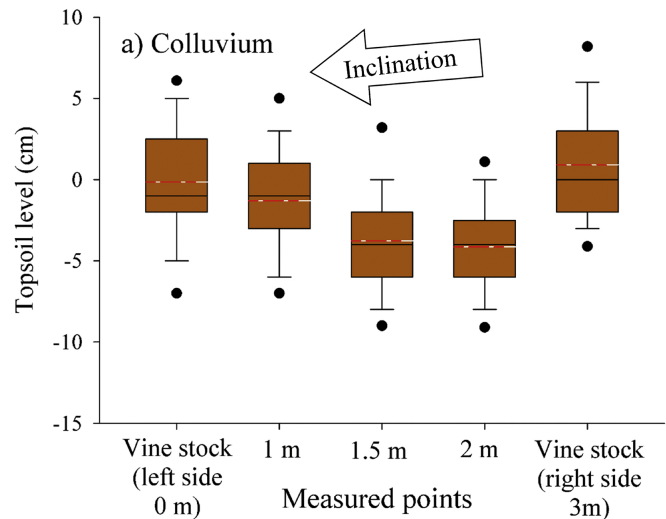 a) Colluvium
Inclination
Topsoil level (cm)
10
5
0
-5
-10
-15
Vine stock
(left side
0 m)
1 m
1.5 m
2 m
Vine stock
(right side
3m)
Measured points